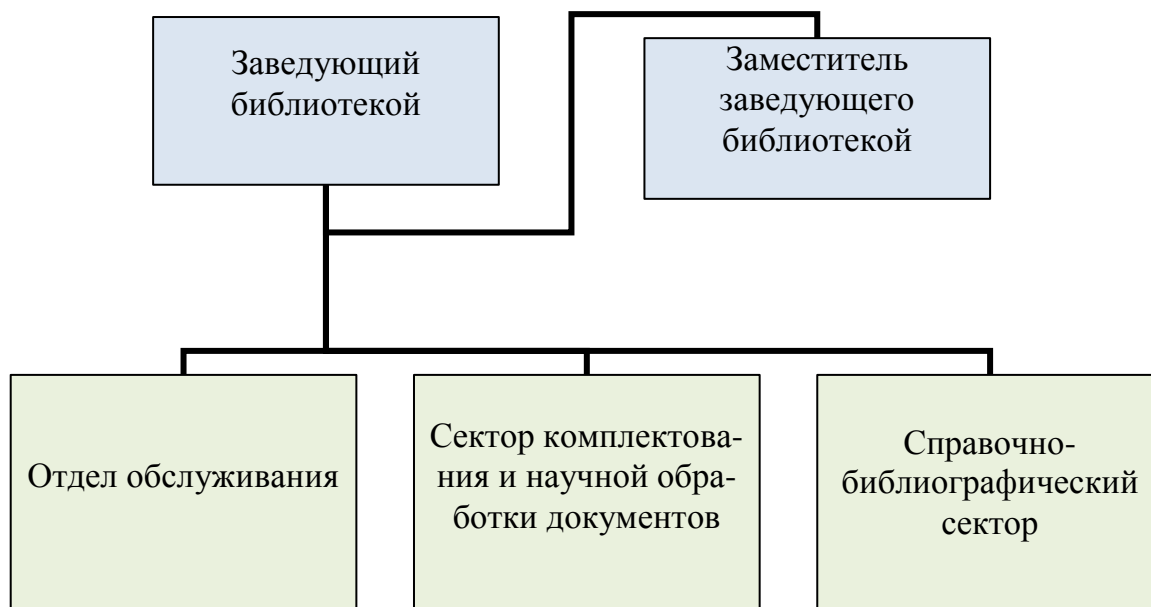 Заведующий
библиотекой
Заместитель
заведующего
библиотекой
Отдел обслуживания
Сектор комплектова-
ния и научной обра-
ботки документов
Справочно-
библиографический
сектор